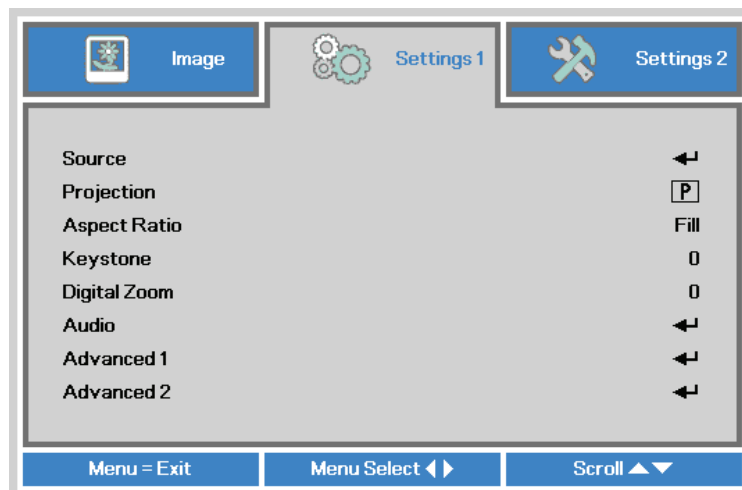 Image Settings 1 Settings 2
Source
Projection P
Aspect Ratio Fill
Keystone 0
Digital Zoom 0
Audio
Advanced 1
Advanced 2
Menu = Exit Menu Select Scroll